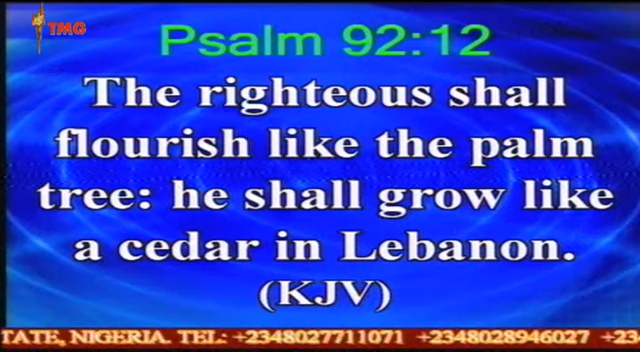 TMG
Psalm 92:12
The righteous shall
flourish like the palm
tree: he shall grow like
a cedar in Lebanon.
(KJV)
TATE, NIGERIA. TEL: +2348027711071 +2348028946027 +23